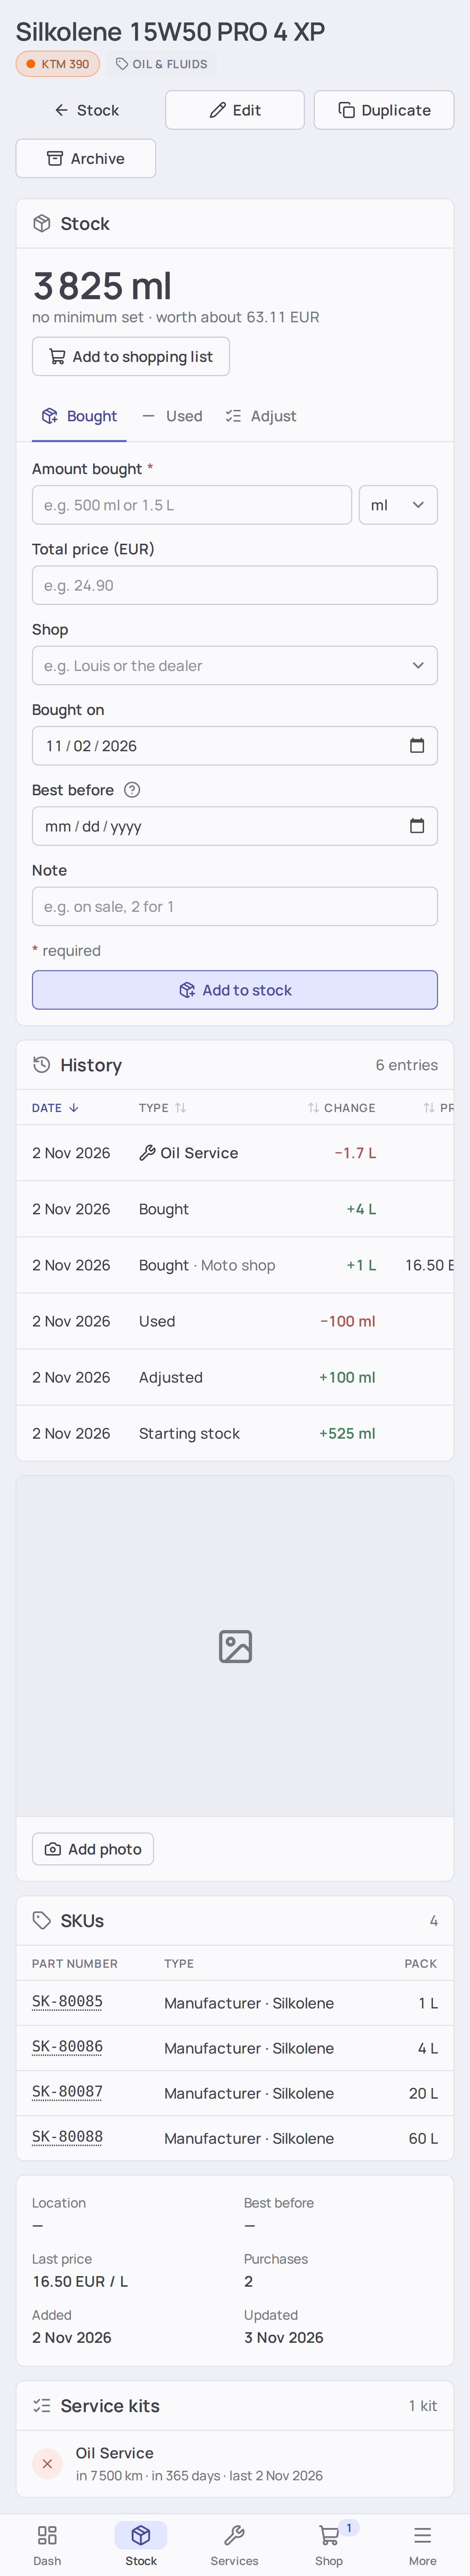 Silkolene 15W50 PRO 4 XP
KTM 390
OIL & FLUIDS
Stock
Edit
Duplicate
Archive
Stock
3 825 ml
no minimum set · worth about 63.11 EUR
Add to shopping list
Bought
Used
Adjust
Amount bought *
e.g. 500 ml or 1.5 L
ml
Total price (EUR)
e.g. 24.90
Shop
e.g. Louis or the dealer
Bought on
11 / 02 / 2026
Best before
mm / dd / yyyy
Note
e.g. on sale, 2 for 1
* required
Add to stock
History
6 entries
DATE TYPE CHANGE PR
2 Nov 2026 Oil Service −1.7 L
2 Nov 2026 Bought +4 L
2 Nov 2026 Bought · Moto shop +1 L 16.50 E
2 Nov 2026 Used −100 ml
2 Nov 2026 Adjusted +100 ml
2 Nov 2026 Starting stock +525 ml
Add photo
SKUs
4
PART NUMBER TYPE PACK
SK-80085 Manufacturer · Silkolene 1 L
SK-80086 Manufacturer · Silkolene 4 L
SK-80087 Manufacturer · Silkolene 20 L
SK-80088 Manufacturer · Silkolene 60 L
Location
—
Best before
—
Last price
16.50 EUR / L
Purchases
2
Added
2 Nov 2026
Updated
3 Nov 2026
Service kits
1 kit
Oil Service
in 7 500 km · in 365 days · last 2 Nov 2026
1
Dash
Stock
Services
Shop
More